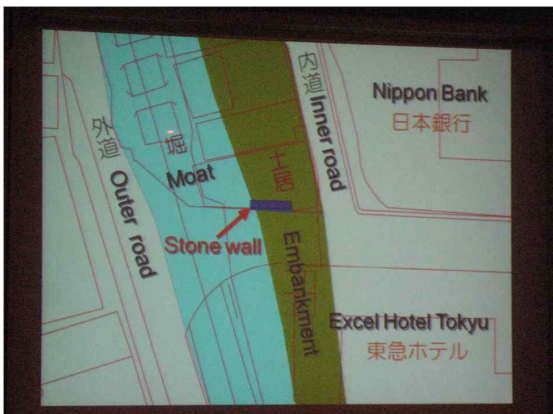 Nippon Bank
日本銀行
内道 Inner road
外道 Outer road
堀
Moat
土居
Embankment
Stone wall
Excel Hotel Tokyu
東急ホテル